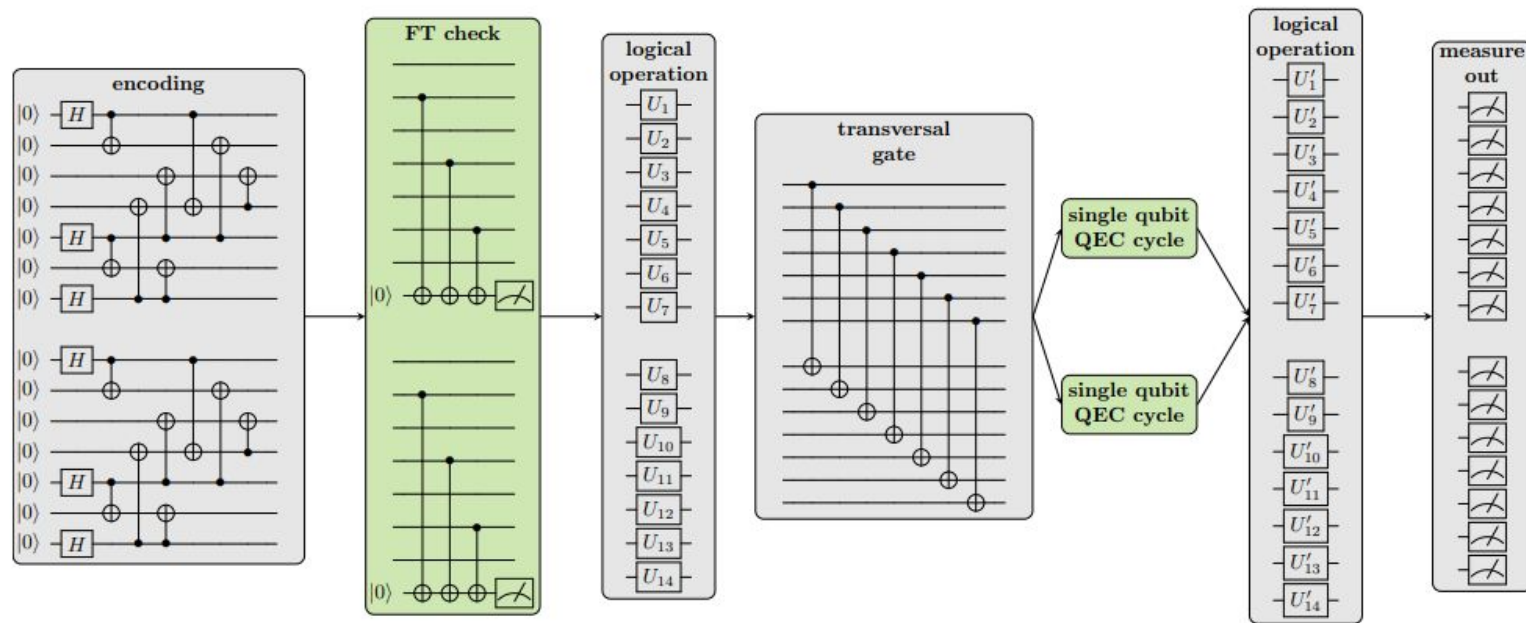 encoding
|0⟩ H
|0⟩
|0⟩
|0⟩
|0⟩ H
|0⟩
|0⟩ H
|0⟩ H
|0⟩
|0⟩
|0⟩
|0⟩ H
|0⟩
|0⟩ H
FT check
|0⟩
|0⟩
logical
operation
U₁
U₂
U₃
U₄
U₅
U₆
U₇
U₈
U₉
U₁₀
U₁₁
U₁₂
U₁₃
U₁₄
transversal
gate
single qubit
QEC cycle
single qubit
QEC cycle
logical
operation
U′₁
U′₂
U′₃
U′₄
U′₅
U′₆
U′₇
U′₈
U′₉
U′₁₀
U′₁₁
U′₁₂
U′₁₃
U′₁₄
measure
out